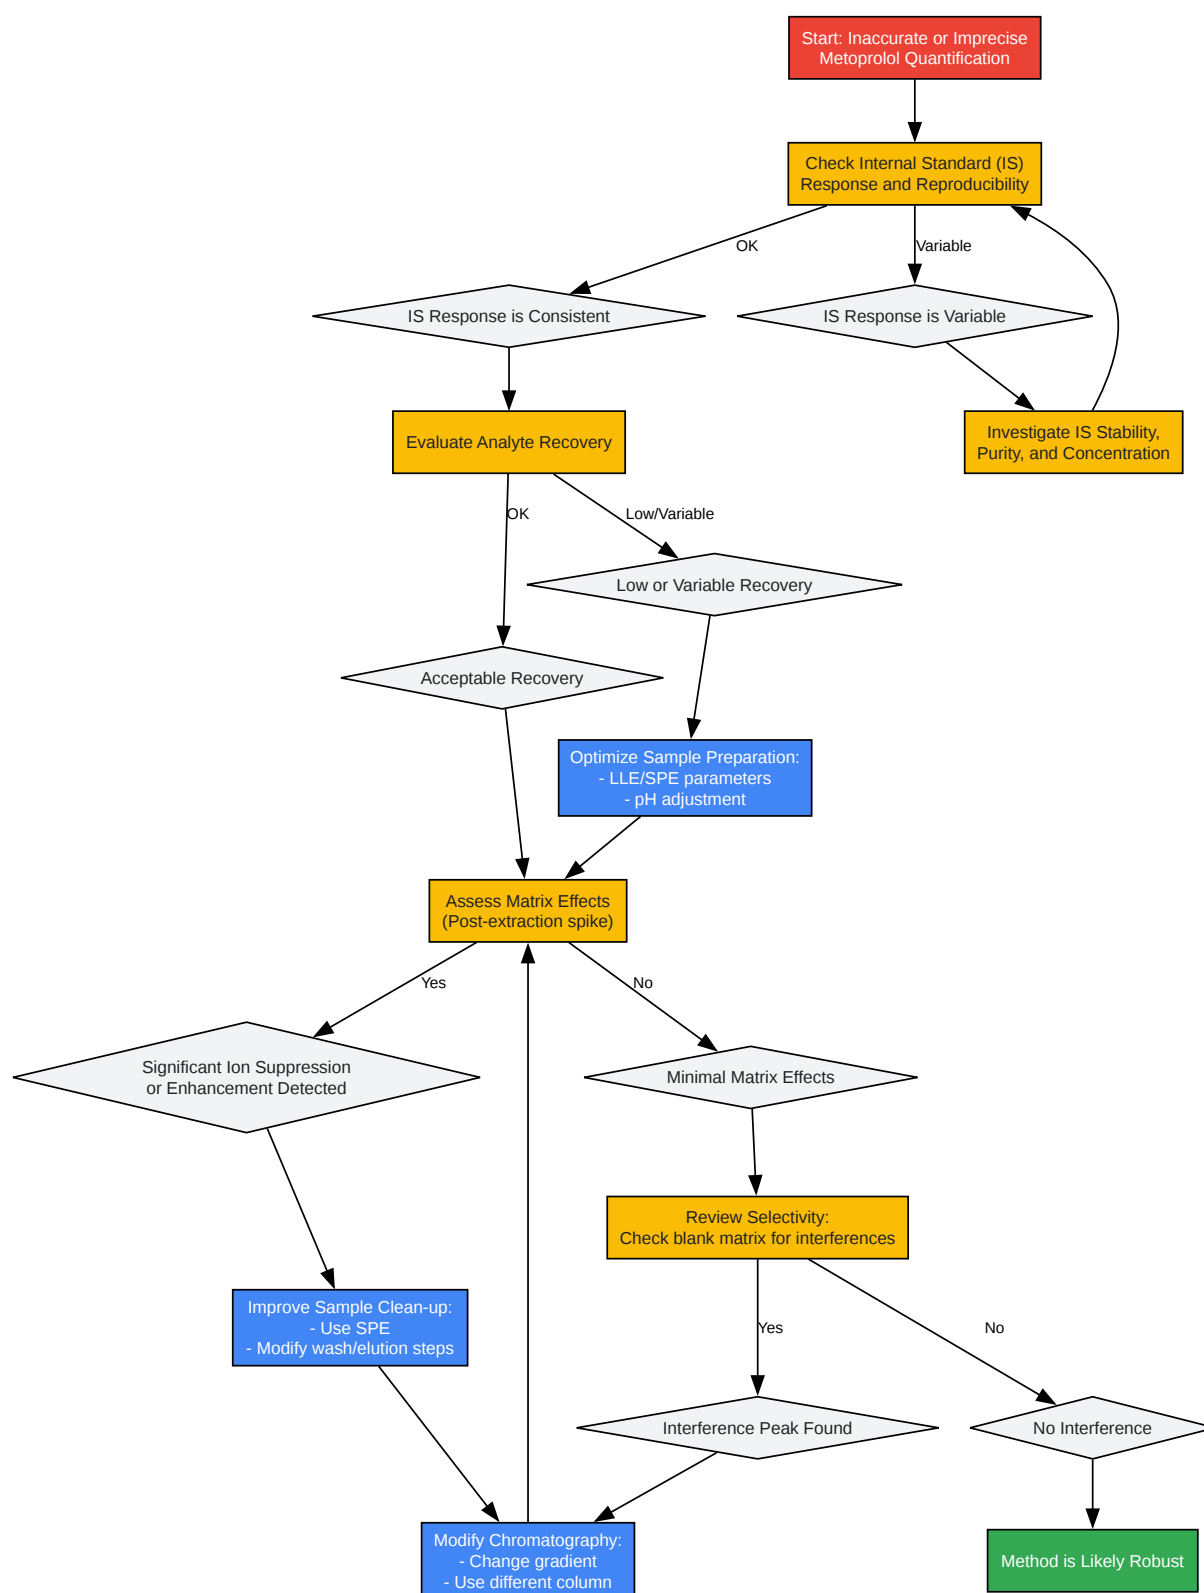 Start: Inaccurate or Imprecise
Metoprolol Quantification
Check Internal Standard (IS)
Response and Reproducibility
OK
Variable
IS Response is Consistent
IS Response is Variable
Evaluate Analyte Recovery
Investigate IS Stability,
Purity, and Concentration
OK
Low/Variable
Low or Variable Recovery
Acceptable Recovery
Optimize Sample Preparation:
- LLE/SPE parameters
- pH adjustment
Assess Matrix Effects
(Post-extraction spike)
Yes
No
Significant Ion Suppression
or Enhancement Detected
Minimal Matrix Effects
Review Selectivity:
Check blank matrix for interferences
Improve Sample Clean-up:
- Use SPE
- Modify wash/elution steps
Yes
No
Interference Peak Found
No Interference
Modify Chromatography:
- Change gradient
- Use different column
Method is Likely Robust